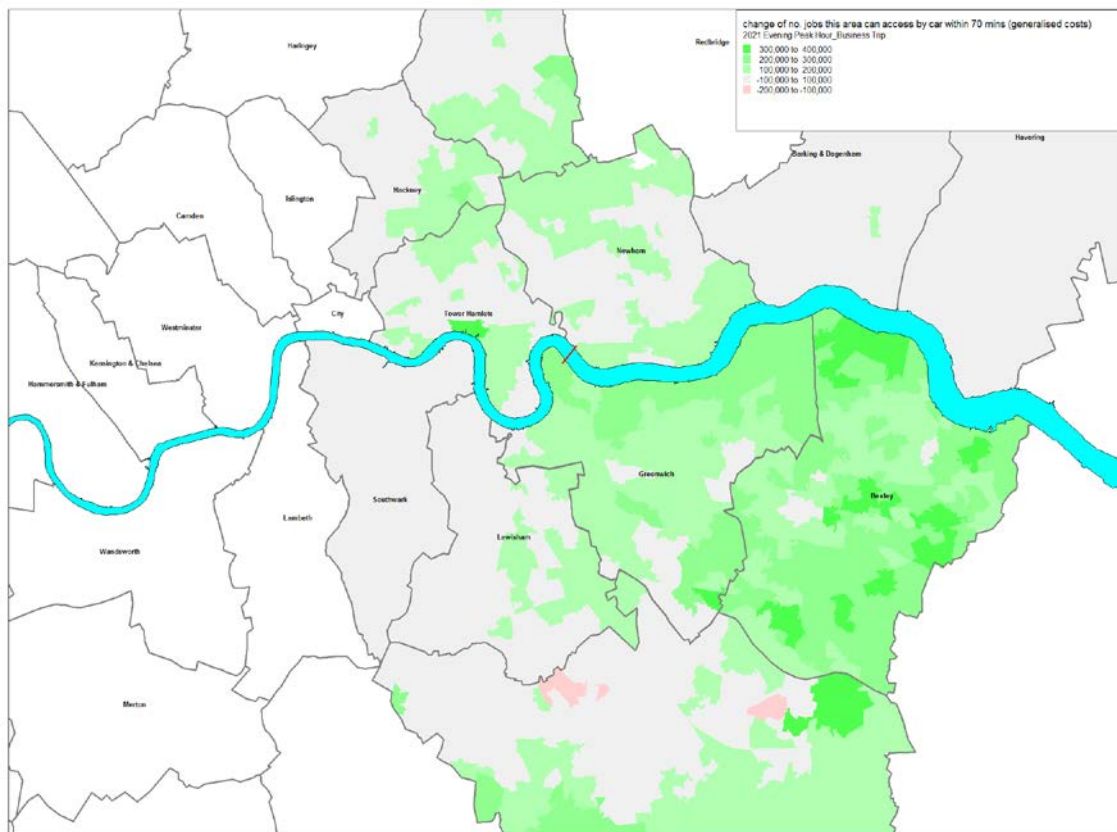 change of no. jobs this area can access by car within 70 mins (generalised costs)
2021 Evening Peak Hour_Business Trip
300,000 to 400,000
200,000 to 300,000
100,000 to 200,000
-100,000 to 100,000
-200,000 to -100,000
Haringey
Redbridge
Havering
Barking & Dagenham
Hackney
Islington
Camden
Newham
City
Tower Hamlets
Westminster
Kennington & Chelsea
Hammersmith & Fulham
Greenwich
Bexley
Southwark
Lambeth
Lewisham
Wandsworth
Merton